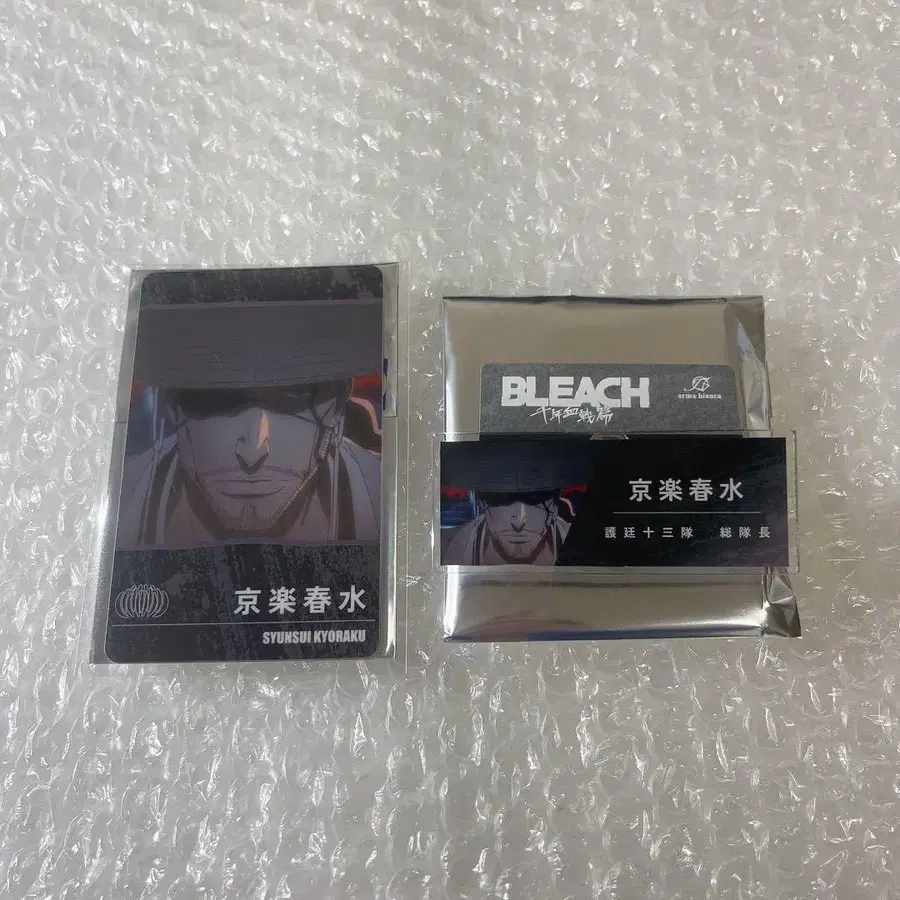 京楽春水
SYUNSUI KYORAKU
BLEACH
千年血戦篇
arma bianca
京楽春水
護廷十三隊 総隊長